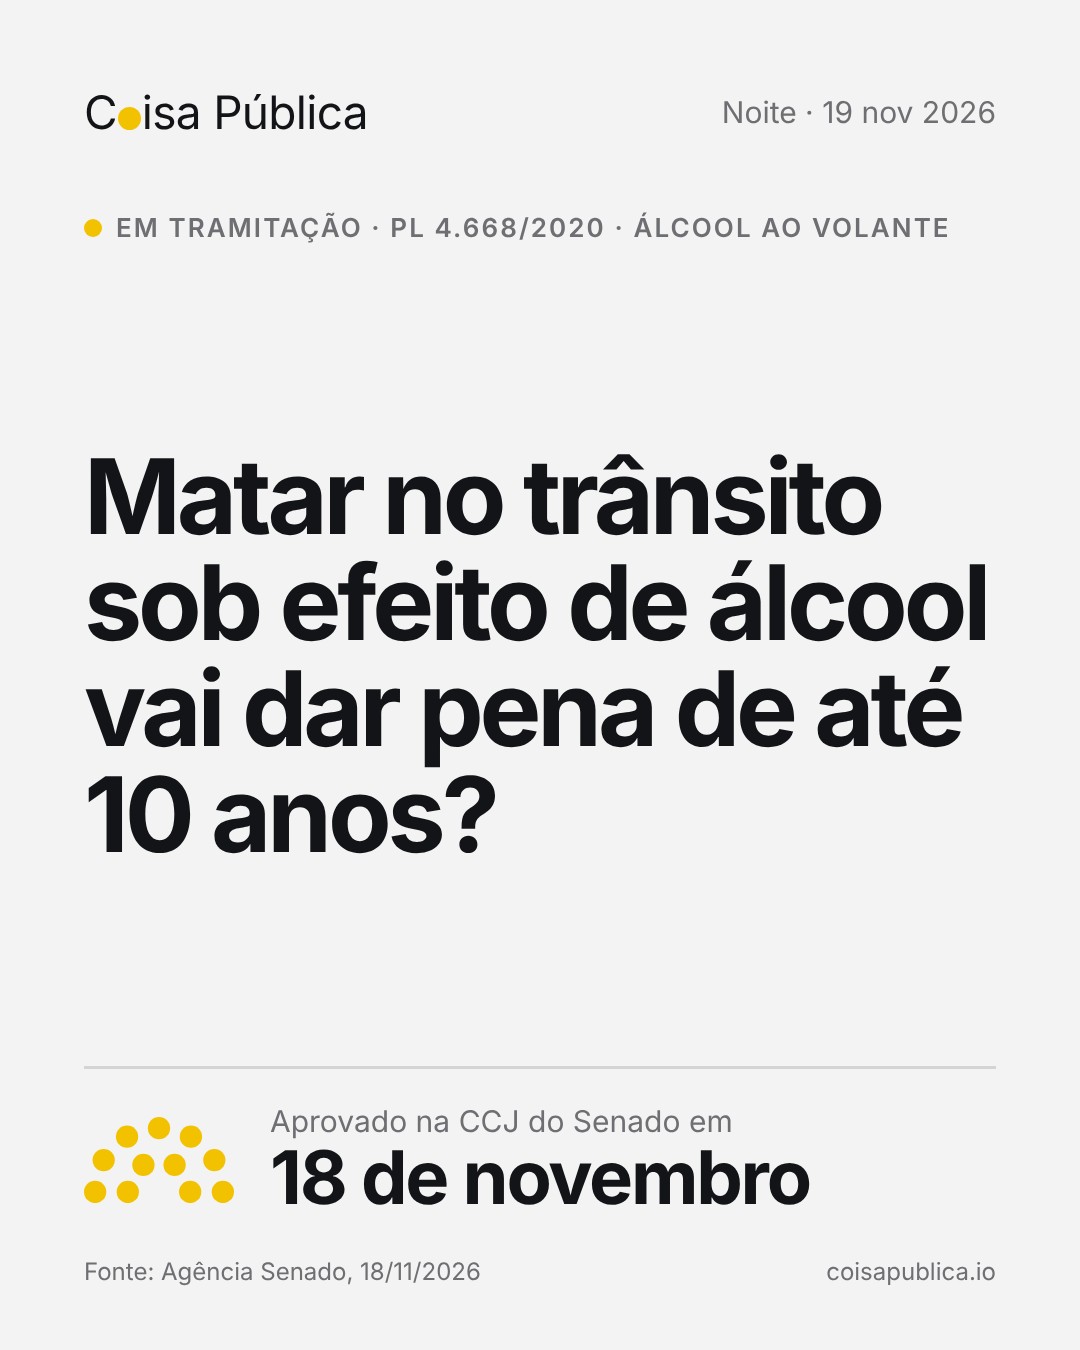 Coisa Pública
Noite · 19 nov 2026
EM TRAMITAÇÃO · PL 4.668/2020 · ÁLCOOL AO VOLANTE
Matar no trânsito
sob efeito de álcool
vai dar pena de até
10 anos?
Aprovado na CCJ do Senado em
18 de novembro
Fonte: Agência Senado, 18/11/2026
coisapublica.io